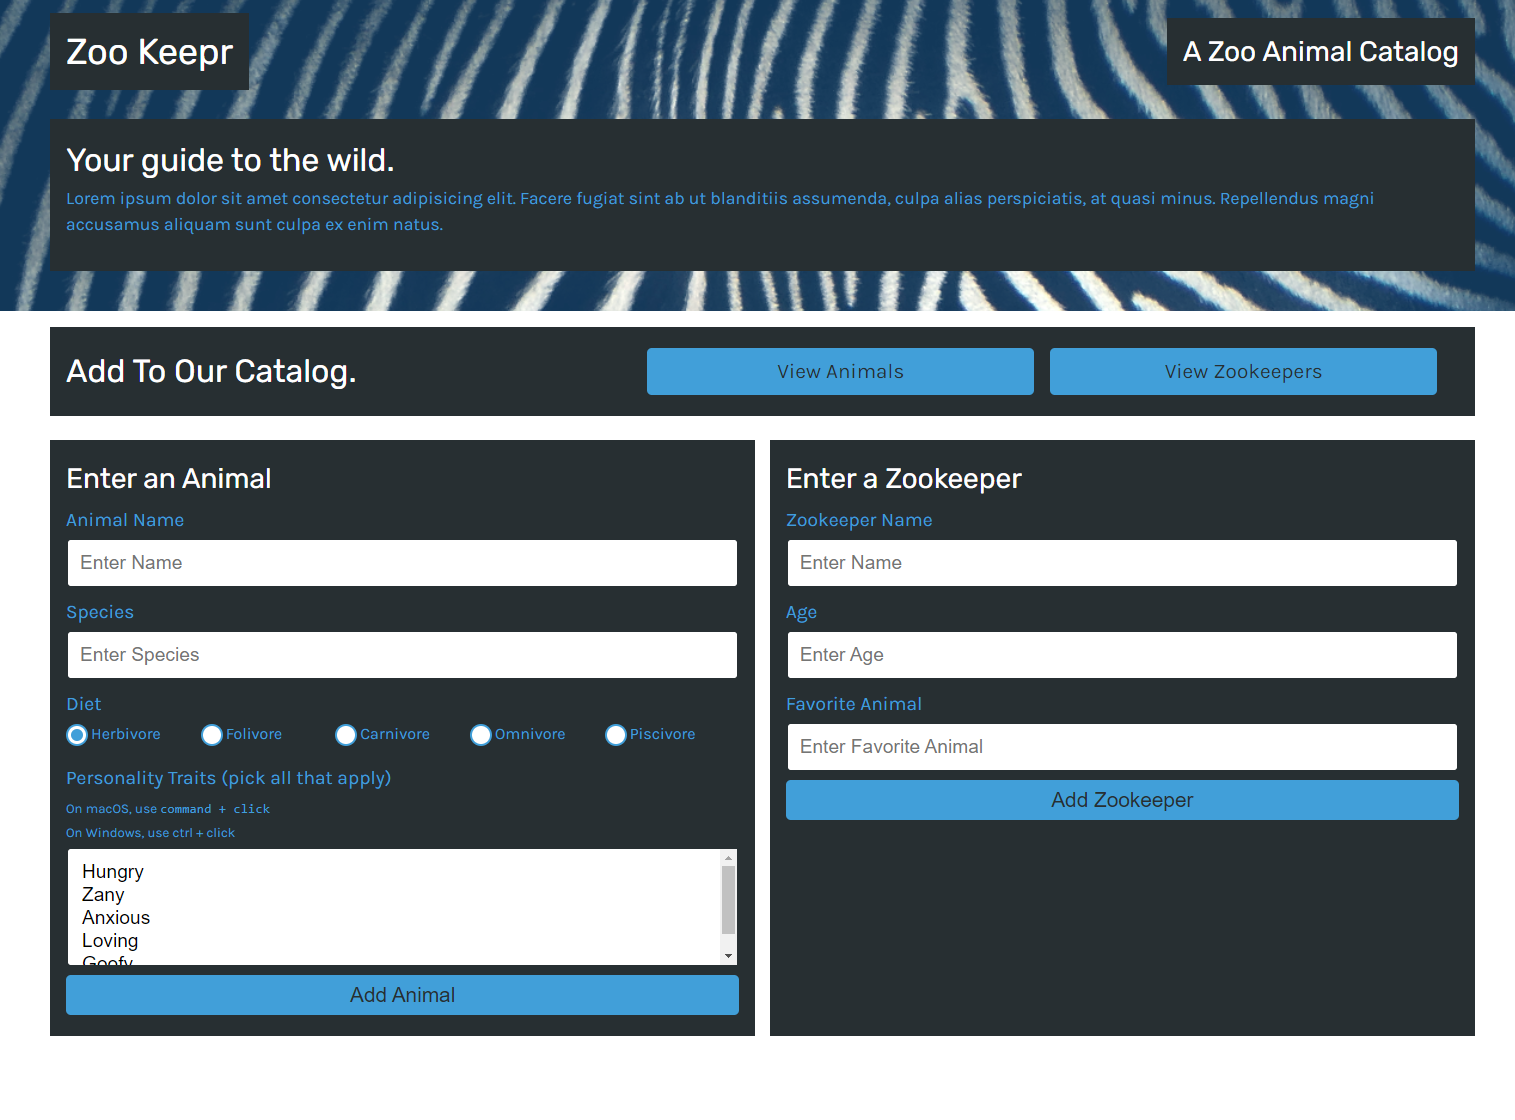 Zoo Keepr
A Zoo Animal Catalog
Your guide to the wild.
Lorem ipsum dolor sit amet consectetur adipisicing elit. Facere fugiat sint ab ut blanditiis assumenda, culpa alias perspiciatis, at quasi minus. Repellendus magni
accusamus aliquam sunt culpa ex enim natus.
Add To Our Catalog.
View Animals
View Zookeepers
Enter an Animal
Animal Name
Enter Name
Species
Enter Species
Diet
Herbivore Folivore Carnivore Omnivore Piscivore
Personality Traits (pick all that apply)
On macOS, use command + click
On Windows, use ctrl + click
Hungry
Zany
Anxious
Loving
Goofy
Add Animal
Enter a Zookeeper
Zookeeper Name
Enter Name
Age
Enter Age
Favorite Animal
Enter Favorite Animal
Add Zookeeper